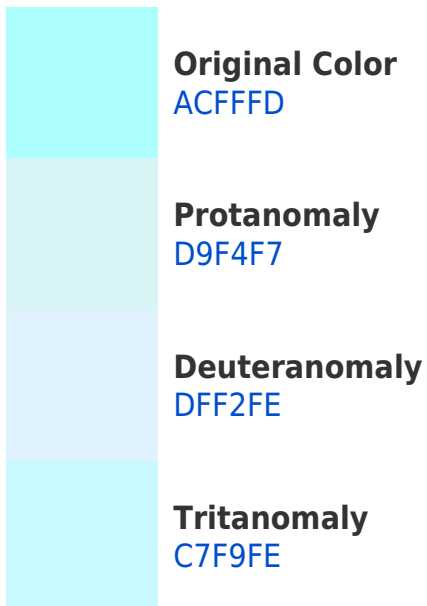 Original Color
ACFFFD
Protanomaly
D9F4F7
Deuteranomaly
DFF2FE
Tritanomaly
C7F9FE